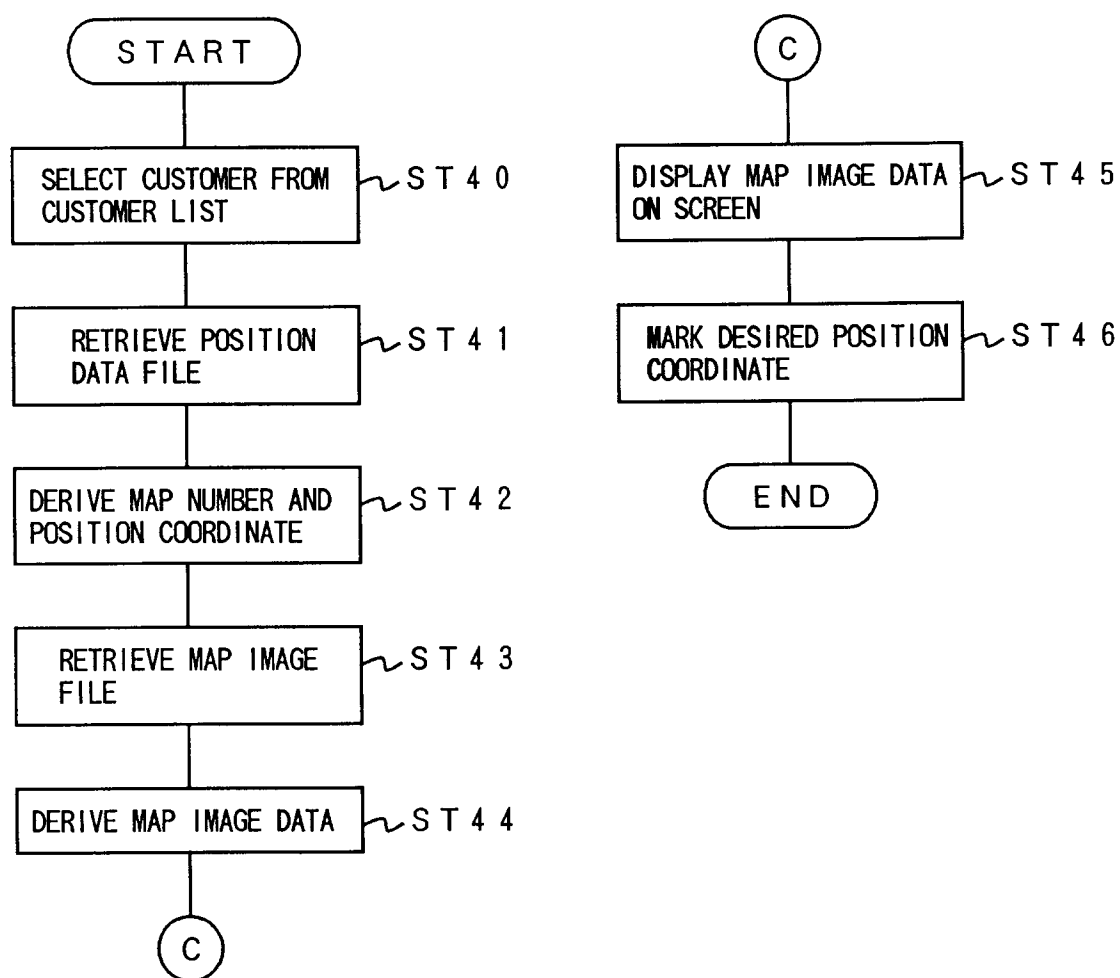 START
SELECT CUSTOMER FROM
CUSTOMER LIST
ST40
RETRIEVE POSITION
DATA FILE
ST41
DERIVE MAP NUMBER AND
POSITION COORDINATE
ST42
RETRIEVE MAP IMAGE
FILE
ST43
DERIVE MAP IMAGE DATA
ST44
C
C
DISPLAY MAP IMAGE DATA
ON SCREEN
ST45
MARK DESIRED POSITION
COORDINATE
ST46
END